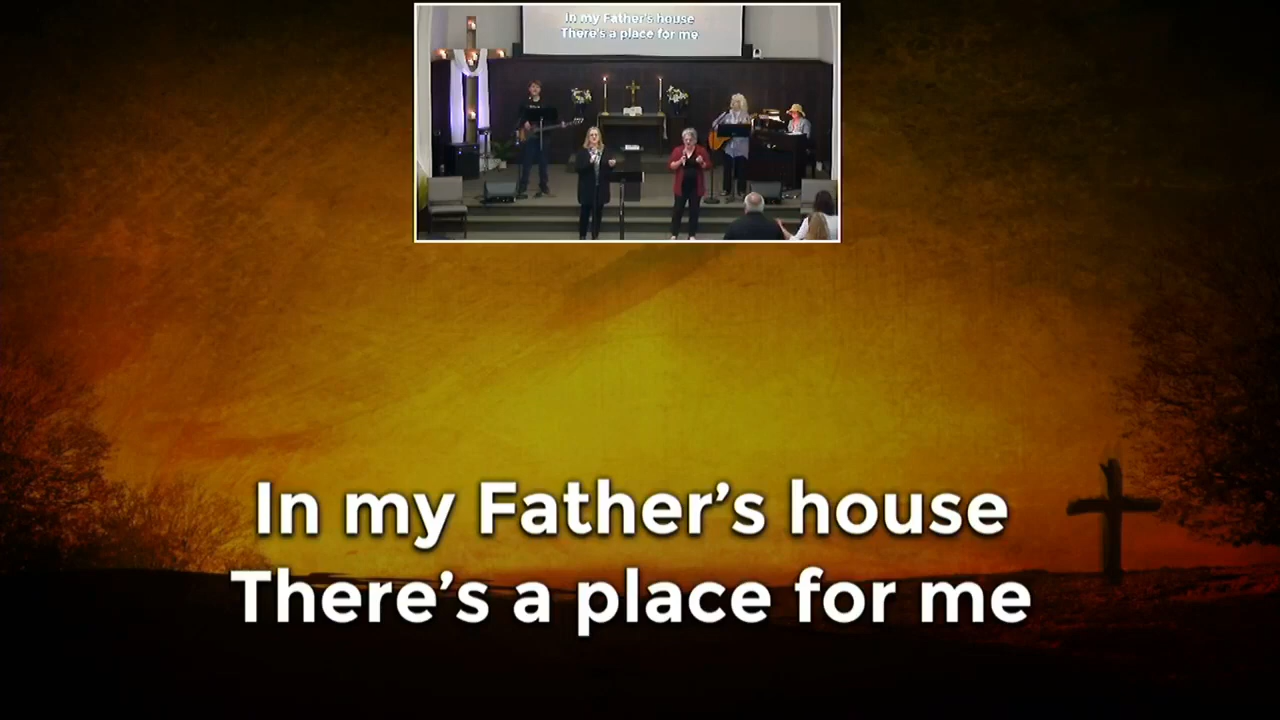 In my Father's house
There's a place for me
In my Father’s house
There’s a place for me